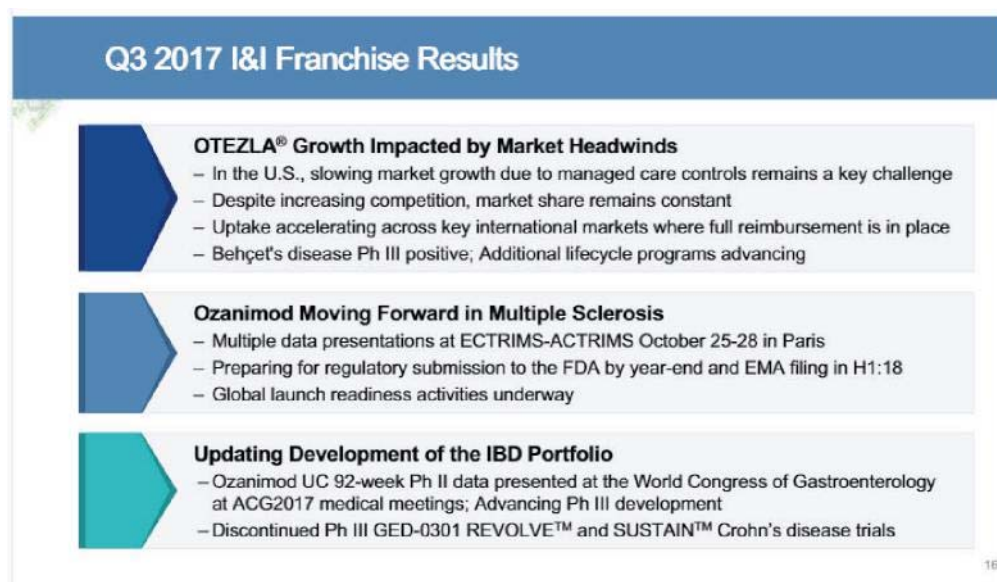 Q3 2017 I&I Franchise Results
OTEZLA® Growth Impacted by Market Headwinds
– In the U.S., slowing market growth due to managed care controls remains a key challenge
– Despite increasing competition, market share remains constant
– Uptake accelerating across key international markets where full reimbursement is in place
– Behçet's disease Ph III positive; Additional lifecycle programs advancing
Ozanimod Moving Forward in Multiple Sclerosis
– Multiple data presentations at ECTRIMS-ACTRIMS October 25-28 in Paris
– Preparing for regulatory submission to the FDA by year-end and EMA filing in H1:18
– Global launch readiness activities underway
Updating Development of the IBD Portfolio
– Ozanimod UC 92-week Ph II data presented at the World Congress of Gastroenterology
at ACG2017 medical meetings; Advancing Ph III development
– Discontinued Ph III GED-0301 REVOLVE™ and SUSTAIN™ Crohn's disease trials
16